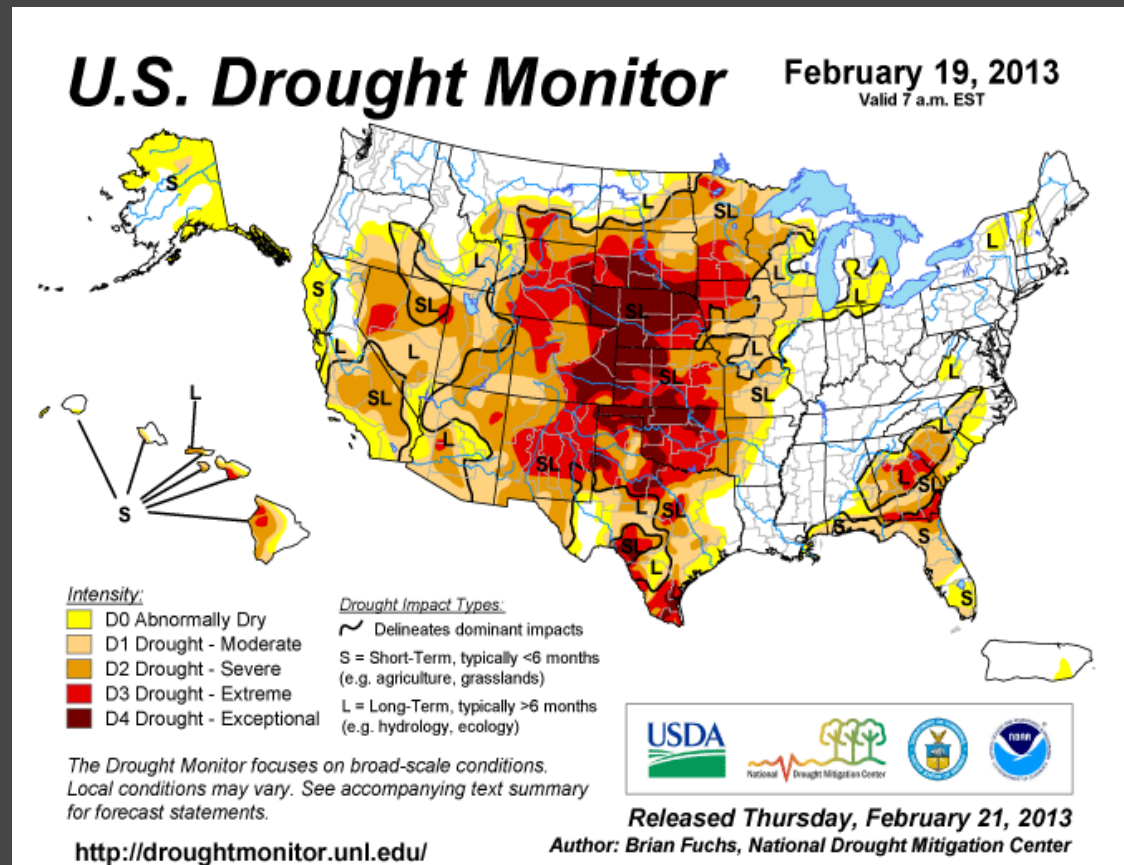 U.S. Drought Monitor
February 19, 2013
Valid 7 a.m. EST
S
L
SL
L
S
SL
L
L
L
L
SL
L
SL
L
L
SL
SL
L
L
SL
L
L
SL
SL
L
SL
S
S
SL
L
S
L
S
Intensity:
D0 Abnormally Dry
D1 Drought - Moderate
D2 Drought - Severe
D3 Drought - Extreme
D4 Drought - Exceptional
Drought Impact Types:
Delineates dominant impacts
S = Short-Term, typically <6 months
(e.g. agriculture, grasslands)
L = Long-Term, typically >6 months
(e.g. hydrology, ecology)
USDA
National Drought Mitigation Center
NOAA
The Drought Monitor focuses on broad-scale conditions.
Local conditions may vary. See accompanying text summary
for forecast statements.
http://droughtmonitor.unl.edu/
Released Thursday, February 21, 2013
Author: Brian Fuchs, National Drought Mitigation Center